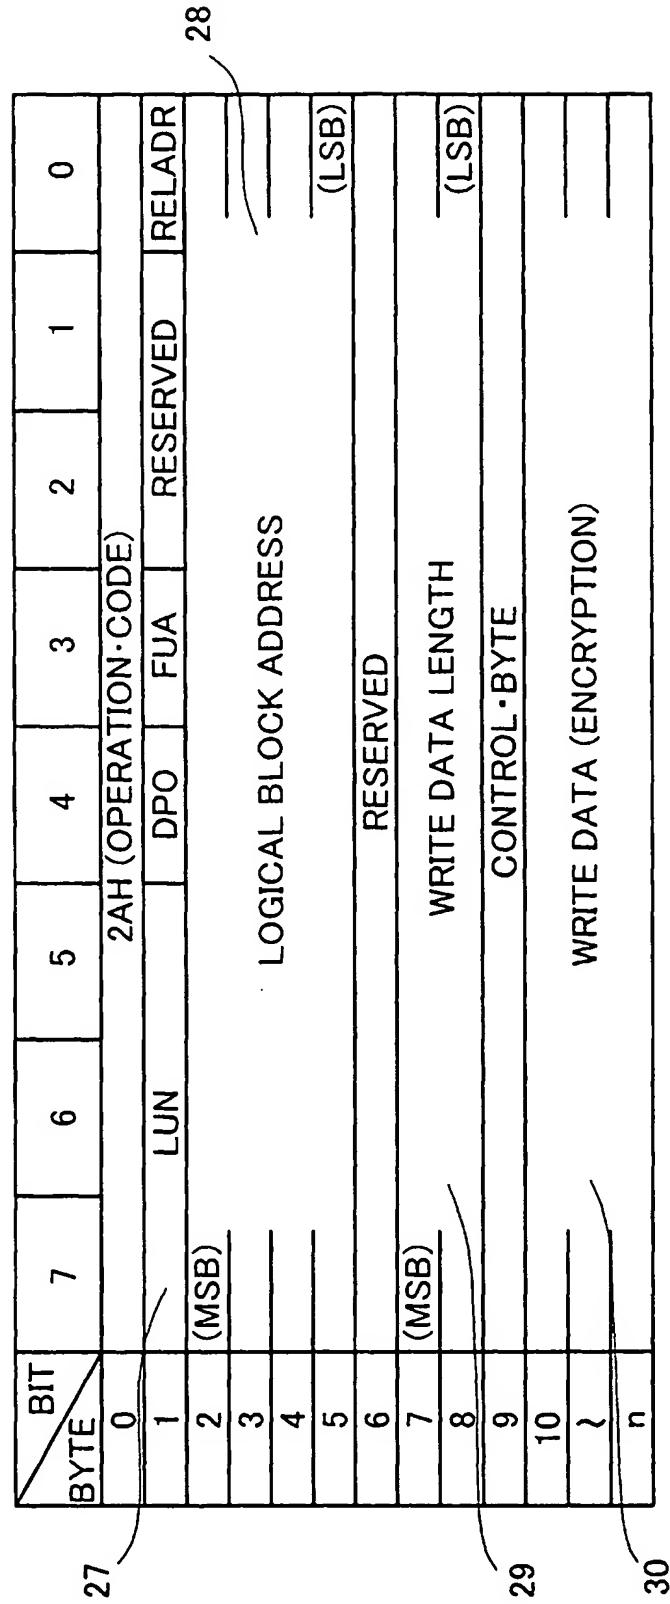 BIT
BYTE
7 6 5 4 3 2 1 0
0 2AH (OPERATION·CODE)
1 LUN DPO FUA RESERVED RELADR
2 (MSB)
3
4 LOGICAL BLOCK ADDRESS
5 (LSB)
6 RESERVED
7 (MSB)
8 WRITE DATA LENGTH (LSB)
9 CONTROL·BYTE
10
≀ WRITE DATA (ENCRYPTION)
n
27
28
29
30